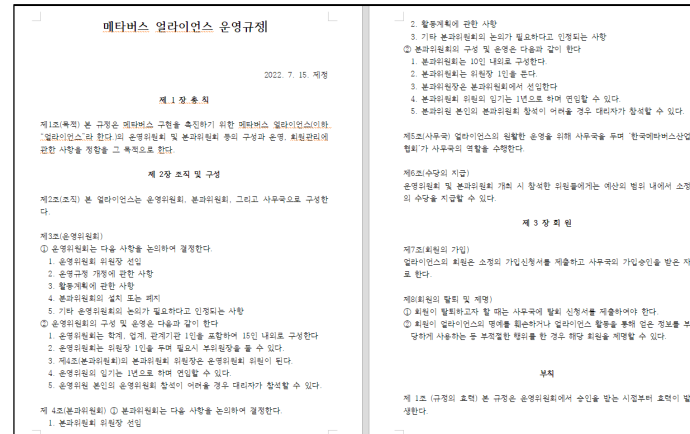 메타버스 얼라이언스 운영규정
2022. 7. 15. 제정
제 1 장 총 칙
제1조(목적) 본 규정은 메타버스 구현을 촉진하기 위한 메타버스 얼라이언스(이하
"얼라이언스"라 한다.)의 운영위원회 및 분과위원회 등의 구성과 운영, 회원관리에
관한 사항을 정함을 그 목적으로 한다.
제 2장 조직 및 구성
제2조(조직) 본 얼라이언스는 운영위원회, 분과위원회, 그리고 사무국으로 구성한
다.
제3조(운영위원회)
① 운영위원회는 다음 사항을 논의하여 결정한다.
1. 운영위원회 위원장 선임
2. 운영규정 개정에 관한 사항
3. 활동계획에 관한 사항
4. 분과위원회의 설치 또는 폐지
5. 기타 운영위원회의 논의가 필요하다고 인정되는 사항
② 운영위원회의 구성 및 운영은 다음과 같이 한다
1. 운영위원회는 학계, 업계, 관계기관 1인을 포함하여 15인 내외로 구성한다
2. 운영위원회는 위원장 1인을 두며 필요시 부위원장을 둘 수 있다.
3. 제4조(분과위원회)의 분과위원회 위원장은 운영위원회 위원이 된다.
4. 운영위원의 임기는 1년으로 하며 연임할 수 있다.
5. 운영위원 본인의 운영위원회 참석이 어려울 경우 대리자가 참석할 수 있다.
제 4조(분과위원회) ① 분과위원회는 다음 사항을 논의하여 결정한다.
1. 분과위원회 위원장 선임
2. 활동계획에 관한 사항
3. 기타 분과위원회의 논의가 필요하다고 인정되는 사항
② 분과위원회의 구성 및 운영은 다음과 같이 한다
1. 분과위원회는 10인 내외로 구성한다.
2. 분과위원회는 위원장 1인을 둔다.
3. 분과위원장은 분과위원회에서 선임한다
4. 분과위원회 위원의 임기는 1년으로 하며 연임할 수 있다.
5. 분과위원 본인의 분과위원회 참석이 어려울 경우 대리자가 참석할 수 있다.
제5조(사무국) 얼라이언스의 원활한 운영을 위해 사무국을 두며 '한국메타버스산업
협회'가 사무국의 역할을 수행한다.
제6조(수당의 지급)
운영위원회 및 분과위원회 개최 시 참석한 위원들에게는 예산의 범위 내에서 소정
의 수당을 지급할 수 있다.
제 3 장 회 원
제7조(회원의 가입)
얼라이언스의 회원은 소정의 가입신청서를 제출하고 사무국의 가입승인을 받은 자
로 한다.
제8(회원의 탈퇴 및 제명)
① 회원이 탈퇴하고자 할 때는 사무국에 탈회 신청서를 제출하여야 한다.
② 회원이 얼라이언스의 명예를 훼손하거나 얼라이언스 활동을 통해 얻은 정보를 부
당하게 사용하는 등 부적절한 행위를 한 경우 해당 회원을 제명할 수 있다.
부칙
제 1조 (규정의 효력) 본 규정은 운영위원회에서 승인을 받는 시점부터 효력이 발
생한다.